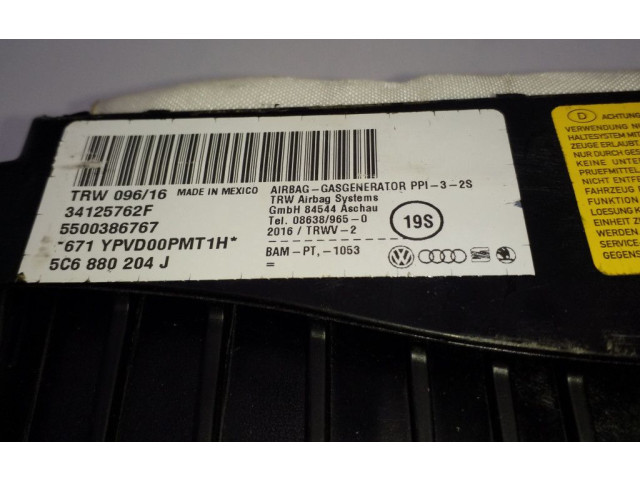 TRW 096/16 MADE IN MEXICO
34125762F
5500386767
*671 YPVD00PMT1H*
5C6 880 204 J
AIRBAG-GASGENERATOR PPI-3-2S
TRW Airbag Systems
GmbH 84544 Aschau
Tel. 08638/965-0
2016 / TRWV-2
BAM-PT,-1053
=
19S
D ACHTUNG
VERWENDUNG
HALTESYSTEM
ZEUGE ERLAUBT
NUR DURCH
KEINE
PRUEFMITTEL
NICHT
FAHRZEUG
FUNKTION
LOESUNG
SERVICE
GEGEN